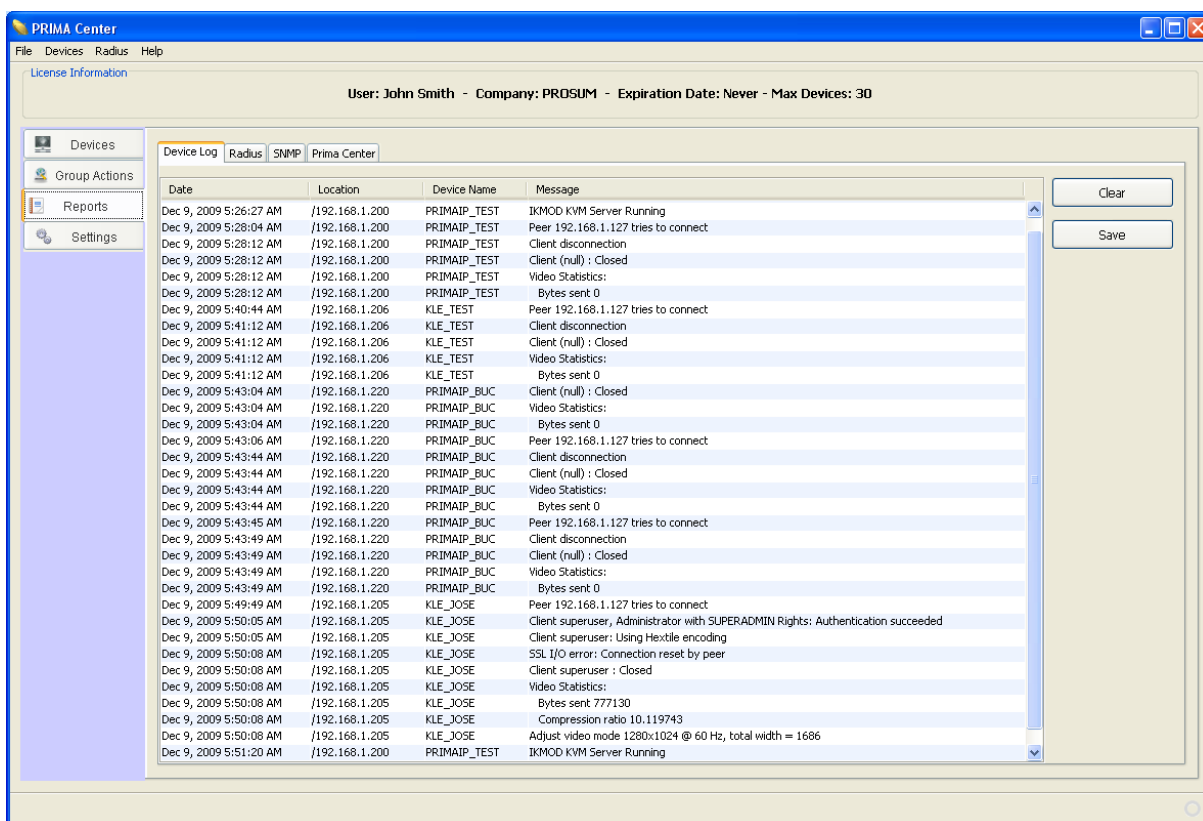 PRIMA Center
File Devices Radius Help
License Information
User: John Smith - Company: PROSUM - Expiration Date: Never - Max Devices: 30
Devices
Group Actions
Reports
Settings
Device Log Radius SNMP Prima Center
Date Location Device Name Message
Dec 9, 2009 5:26:27 AM /192.168.1.200 PRIMAIP_TEST IKMOD KVM Server Running
Dec 9, 2009 5:28:04 AM /192.168.1.200 PRIMAIP_TEST Peer 192.168.1.127 tries to connect
Dec 9, 2009 5:28:12 AM /192.168.1.200 PRIMAIP_TEST Client disconnection
Dec 9, 2009 5:28:12 AM /192.168.1.200 PRIMAIP_TEST Client (null) : Closed
Dec 9, 2009 5:28:12 AM /192.168.1.200 PRIMAIP_TEST Video Statistics:
Dec 9, 2009 5:28:12 AM /192.168.1.200 PRIMAIP_TEST Bytes sent 0
Dec 9, 2009 5:40:44 AM /192.168.1.206 KLE_TEST Peer 192.168.1.127 tries to connect
Dec 9, 2009 5:41:12 AM /192.168.1.206 KLE_TEST Client disconnection
Dec 9, 2009 5:41:12 AM /192.168.1.206 KLE_TEST Client (null) : Closed
Dec 9, 2009 5:41:12 AM /192.168.1.206 KLE_TEST Video Statistics:
Dec 9, 2009 5:41:12 AM /192.168.1.206 KLE_TEST Bytes sent 0
Dec 9, 2009 5:43:04 AM /192.168.1.220 PRIMAIP_BUC Client (null) : Closed
Dec 9, 2009 5:43:04 AM /192.168.1.220 PRIMAIP_BUC Video Statistics:
Dec 9, 2009 5:43:04 AM /192.168.1.220 PRIMAIP_BUC Bytes sent 0
Dec 9, 2009 5:43:06 AM /192.168.1.220 PRIMAIP_BUC Peer 192.168.1.127 tries to connect
Dec 9, 2009 5:43:44 AM /192.168.1.220 PRIMAIP_BUC Client disconnection
Dec 9, 2009 5:43:44 AM /192.168.1.220 PRIMAIP_BUC Client (null) : Closed
Dec 9, 2009 5:43:44 AM /192.168.1.220 PRIMAIP_BUC Video Statistics:
Dec 9, 2009 5:43:44 AM /192.168.1.220 PRIMAIP_BUC Bytes sent 0
Dec 9, 2009 5:43:45 AM /192.168.1.220 PRIMAIP_BUC Peer 192.168.1.127 tries to connect
Dec 9, 2009 5:43:49 AM /192.168.1.220 PRIMAIP_BUC Client disconnection
Dec 9, 2009 5:43:49 AM /192.168.1.220 PRIMAIP_BUC Client (null) : Closed
Dec 9, 2009 5:43:49 AM /192.168.1.220 PRIMAIP_BUC Video Statistics:
Dec 9, 2009 5:43:49 AM /192.168.1.220 PRIMAIP_BUC Bytes sent 0
Dec 9, 2009 5:49:49 AM /192.168.1.205 KLE_JOSE Peer 192.168.1.127 tries to connect
Dec 9, 2009 5:50:05 AM /192.168.1.205 KLE_JOSE Client superuser, Administrator with SUPERADMIN Rights: Authentication succeeded
Dec 9, 2009 5:50:05 AM /192.168.1.205 KLE_JOSE Client superuser: Using Hextile encoding
Dec 9, 2009 5:50:08 AM /192.168.1.205 KLE_JOSE SSL I/O error: Connection reset by peer
Dec 9, 2009 5:50:08 AM /192.168.1.205 KLE_JOSE Client superuser : Closed
Dec 9, 2009 5:50:08 AM /192.168.1.205 KLE_JOSE Video Statistics:
Dec 9, 2009 5:50:08 AM /192.168.1.205 KLE_JOSE Bytes sent 777130
Dec 9, 2009 5:50:08 AM /192.168.1.205 KLE_JOSE Compression ratio 10.119743
Dec 9, 2009 5:50:08 AM /192.168.1.205 KLE_JOSE Adjust video mode 1280x1024 @ 60 Hz, total width = 1686
Dec 9, 2009 5:51:20 AM /192.168.1.200 PRIMAIP_TEST IKMOD KVM Server Running
Clear
Save